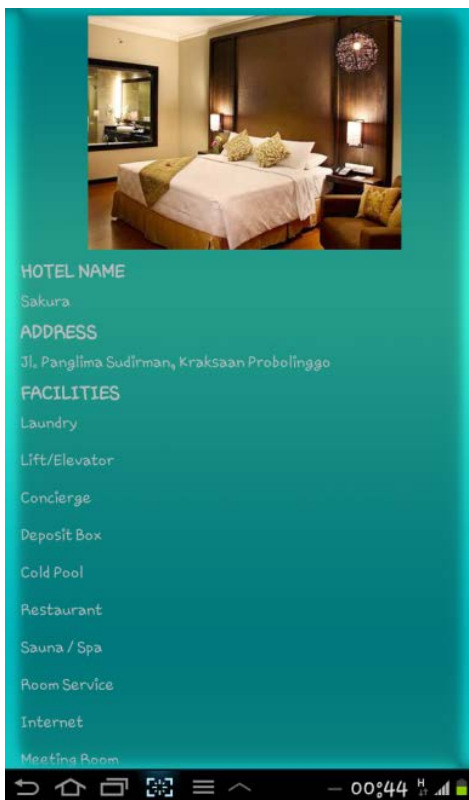 HOTEL NAME
Sakura
ADDRESS
Jl. Panglima Sudirman, Kraksaan Probolinggo
FACILITIES
Laundry
Lift/Elevator
Concierge
Deposit Box
Cold Pool
Restaurant
Sauna / Spa
Room Service
Internet
Meeting Room
00:44 H